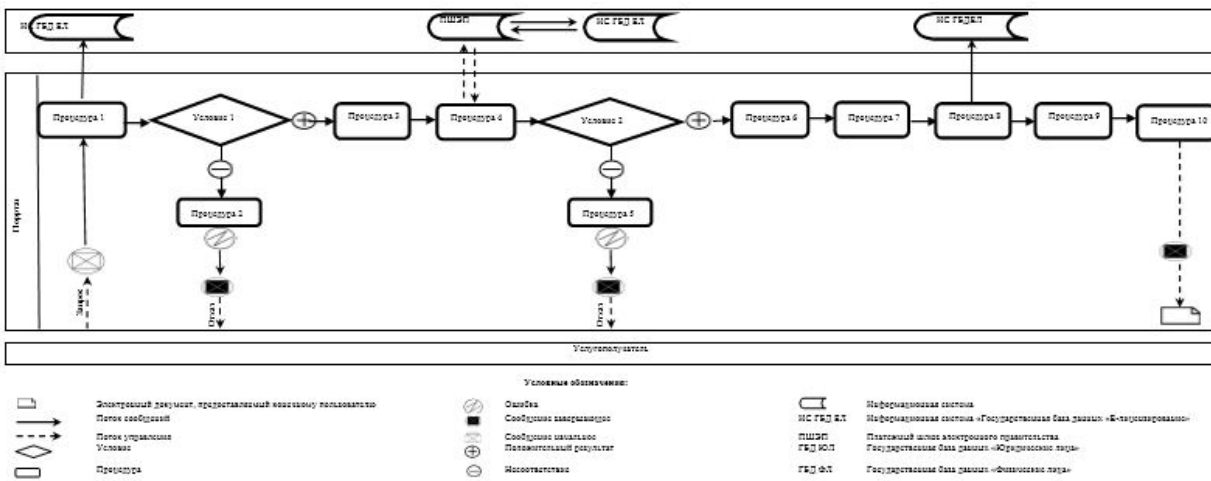 ИС ГБД ЕЛ
ПШЭП
ИС ГБД ЕЛ
ИС ГБДЕЛ
Процедура 1
Условие 1
Процедура 3
Процедура 4
Условие 2
Процедура 6
Процедура 7
Процедура 8
Процедура 9
Процедура 10
Процедура 2
Процедура 5
Портал
Запрос
Отказ
Отказ
Услугополучатель
Условные обозначения:
Электронный документ, предоставляемый конечному пользователю
Поток сообщений
Поток управления
Условие
Процедура
Ошибка
Сообщение завершающее
Сообщение начальное
Положительный результат
Несоответствие
Информационная система
ИС ГБД ЕЛ
Информационная система «Государственная база данных «Е-лицензирование»
ПШЭП
Платежный шлюз электронного правительства
ГБД ЮЛ
Государственная база данных «Юридические лица»
ГБД ФЛ
Государственная база данных «Физические лица»